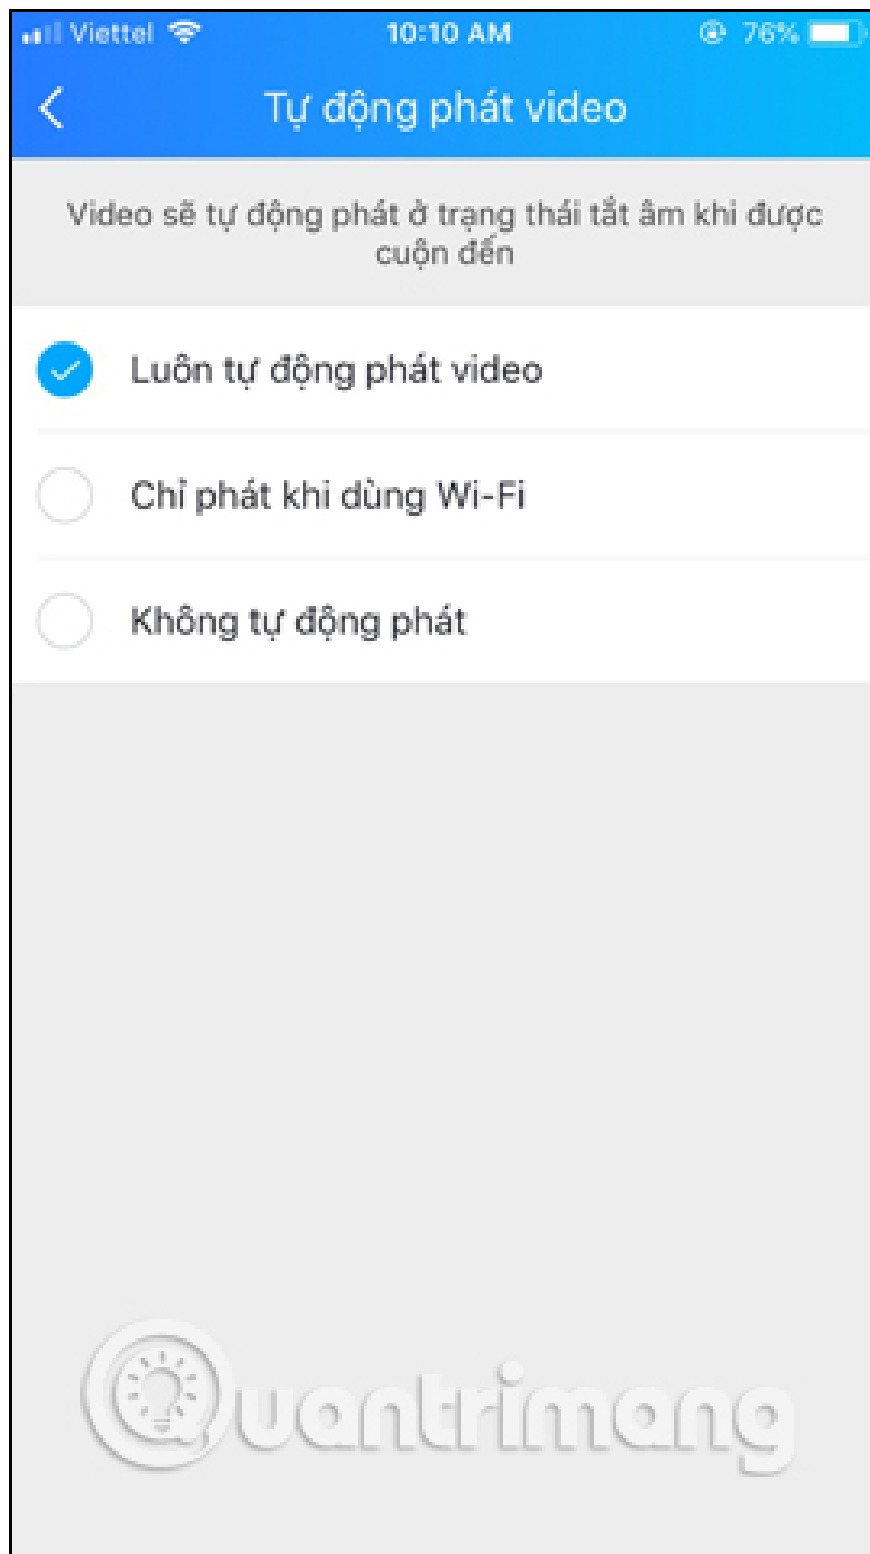 Viettel 10:10 AM 76%
Tự động phát video
Video sẽ tự động phát ở trạng thái tắt âm khi được
cuộn đến
Luôn tự động phát video
Chỉ phát khi dùng Wi-Fi
Không tự động phát
Quantrimang